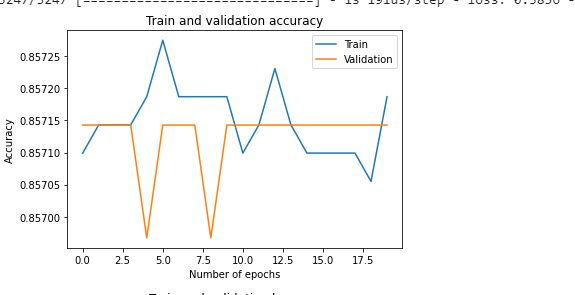 Train and validation accuracy
Train
Validation
0.85725
0.85720
0.85715
0.85710
0.85705
0.85700
Accuracy
0.0 2.5 5.0 7.5 10.0 12.5 15.0 17.5
Number of epochs